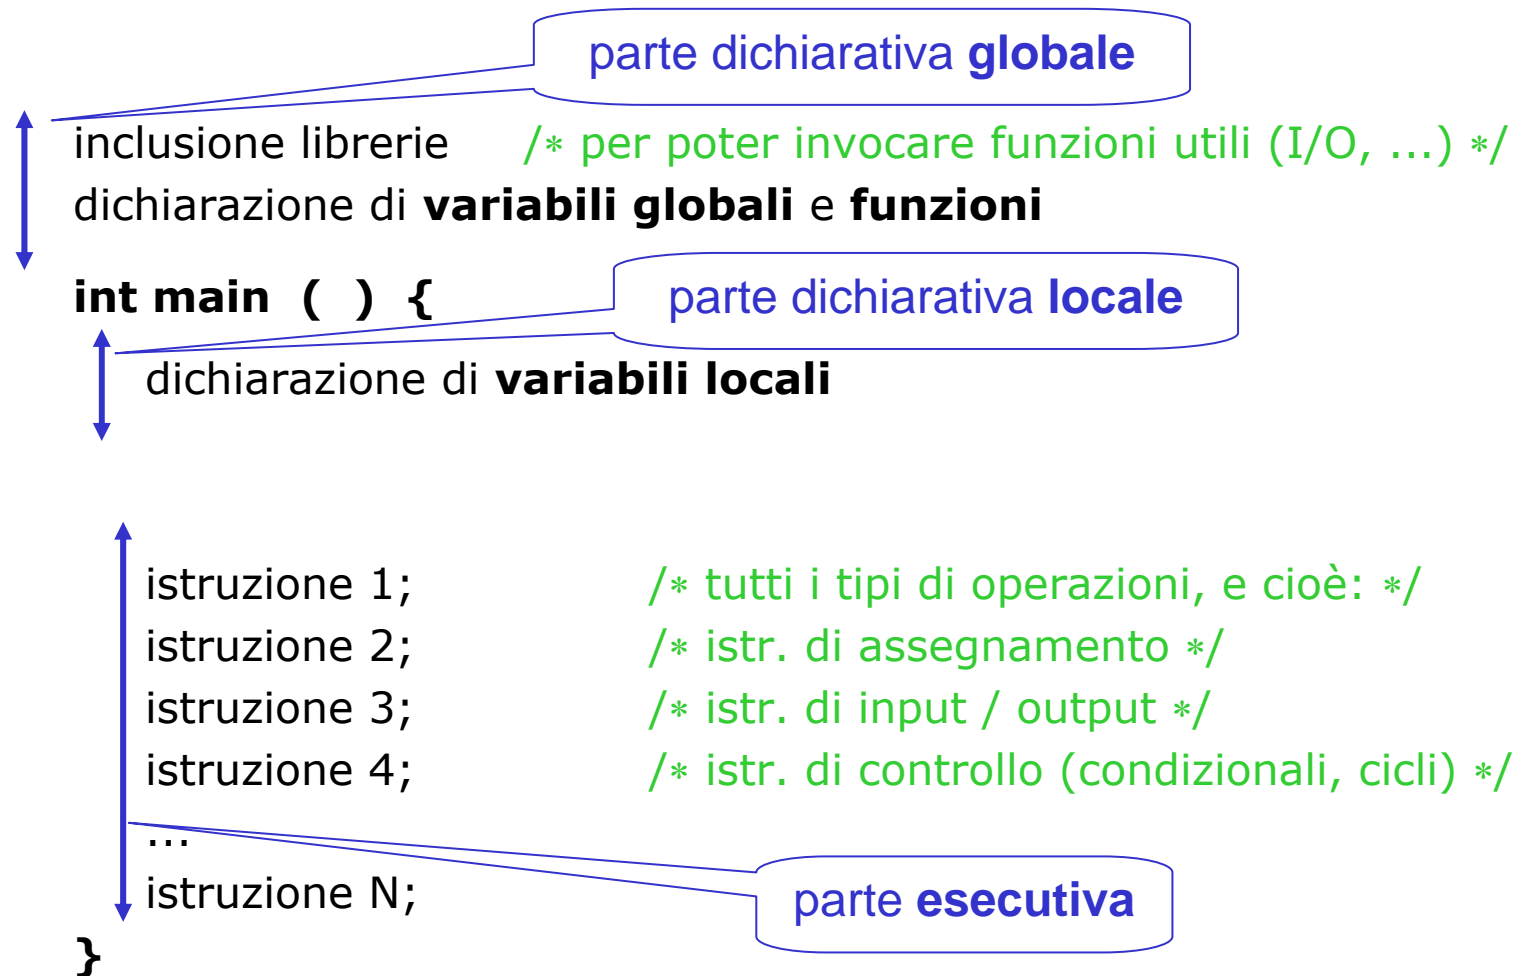 parte dichiarativa globale
inclusione librerie /* per poter invocare funzioni utili (I/O, ...) */
dichiarazione di variabili globali e funzioni
int main ( ) {
parte dichiarativa locale
dichiarazione di variabili locali
istruzione 1; /* tutti i tipi di operazioni, e cioè: */
istruzione 2; /* istr. di assegnamento */
istruzione 3; /* istr. di input / output */
istruzione 4; /* istr. di controllo (condizionali, cicli) */
...
istruzione N;
parte esecutiva
}